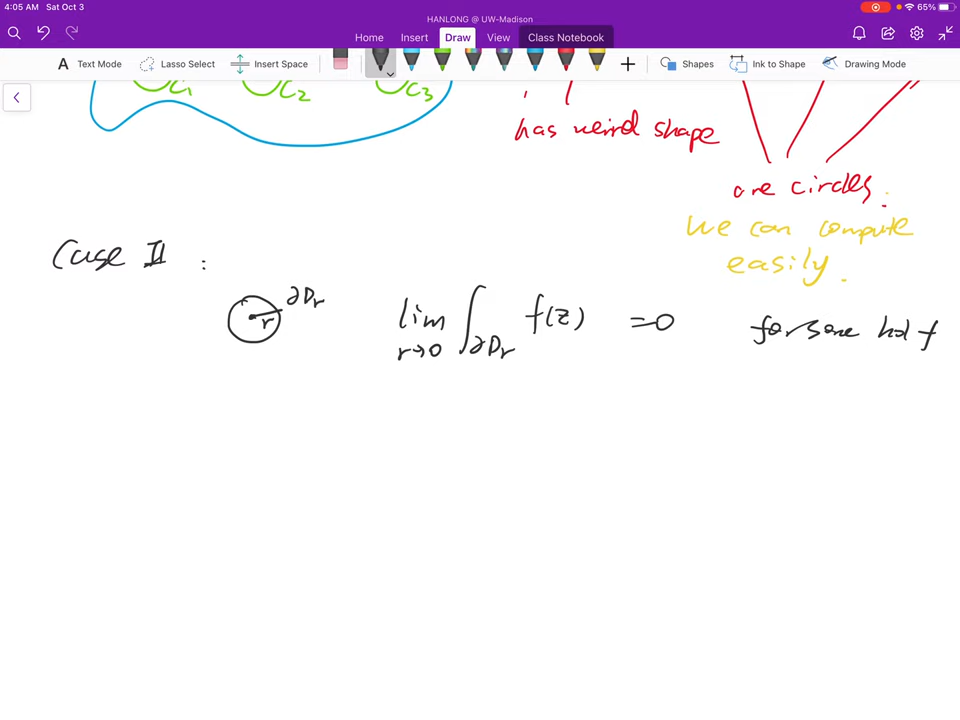 4:05 AM Sat Oct 3
65%
HANLONG @ UW-Madison
Home Insert Draw View Class Notebook
A Text Mode Lasso Select Insert Space Shapes Ink to Shape Drawing Mode
C1 C2 C3
has weird shape
are circles.
We can compute
easily.
Case II :
r ∂Dr
lim r→0 ∫∂Dr f(z) =0 for some hol f